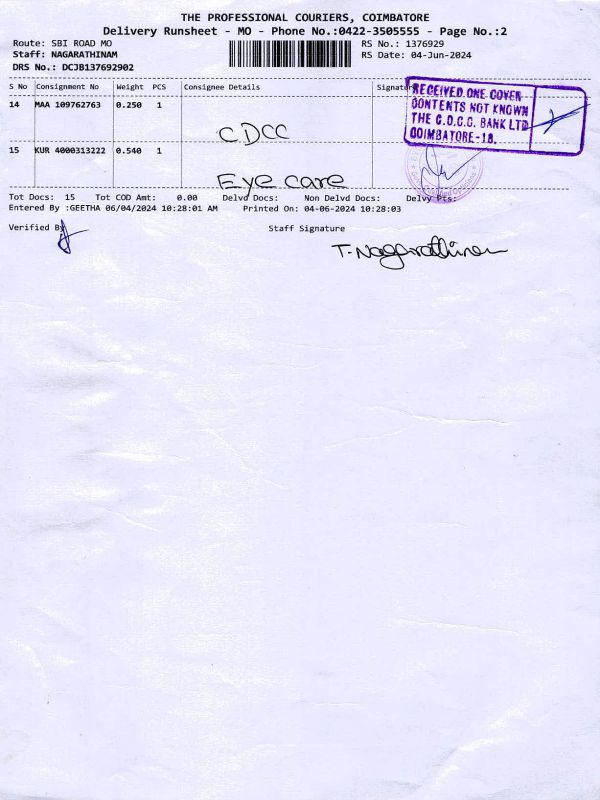 THE PROFESSIONAL COURIERS, COIMBATORE
Delivery Runsheet - MO - Phone No.:0422-3505555 - Page No.:2
Route: SBI ROAD MO
RS No.: 1376929
Staff: NAGARATHINAM
RS Date: 04-Jun-2024
DRS No.: DCJB137692902
S No Consignment No Weight PCS Consignee Details Signature
14 MAA 109762763 0.250 1
CDCC
RECEIVED ONE COVER
CONTENTS NOT KNOWN
THE C.D.C.C. BANK LTD
COIMBATORE-18.
15 KUR 4000313222 0.540 1
Eye care
Tot Docs: 15 Tot COD Amt: 0.00 Delvd Docs: Non Delvd Docs: Delvy Pts:
Entered By :GEETHA 06/04/2024 10:28:01 AM Printed On: 04-06-2024 10:28:03
Verified By
Staff Signature
T. Nagarathinam